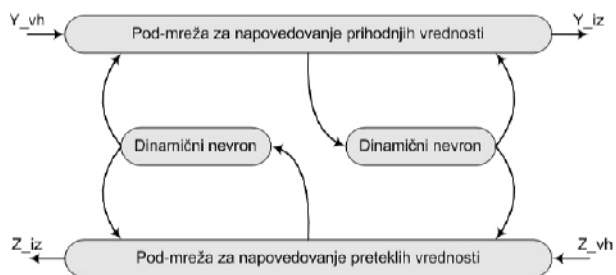 Y_vh
Y_iz
Pod-mreža za napovedovanje prihodnjih vrednosti
Dinamični nevron
Dinamični nevron
Z_iz
Z_vh
Pod-mreža za napovedovanje preteklih vrednosti